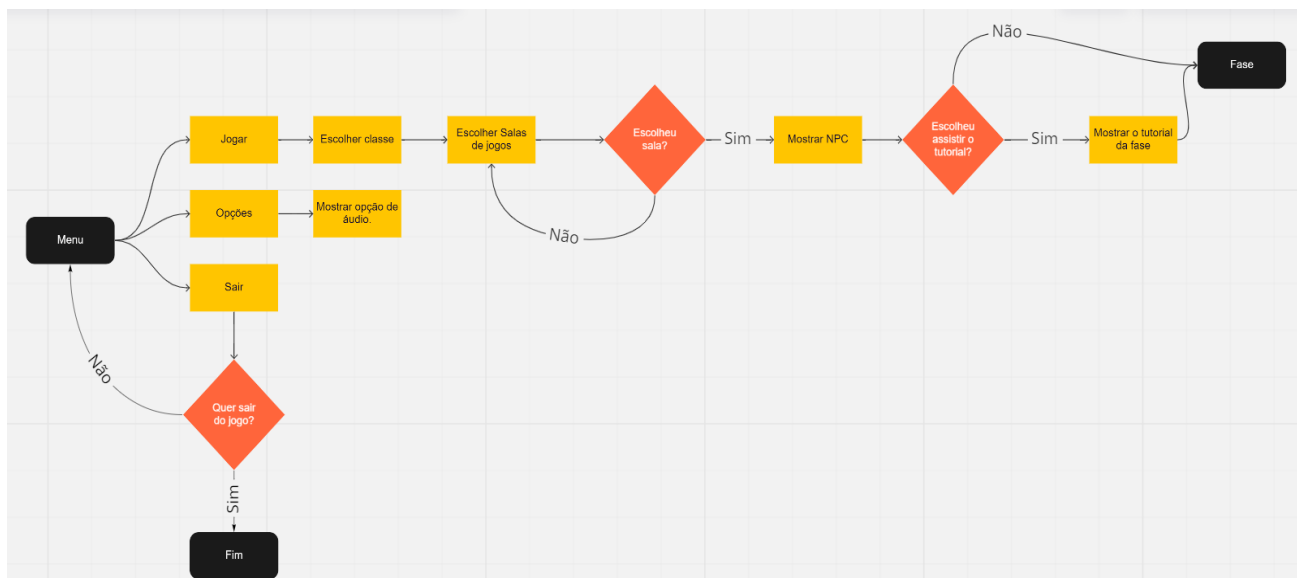 Não
Fase
Jogar
Escolher classe
Escolher Salas
de jogos
Escolheu
sala?
Sim
Mostrar NPC
Escolheu
assistir o
tutorial?
Sim
Mostrar o tutorial
da fase
Opções
Mostrar opção de
áudio.
Não
Menu
Sair
Não
Quer sair
do jogo?
Sim
Fim